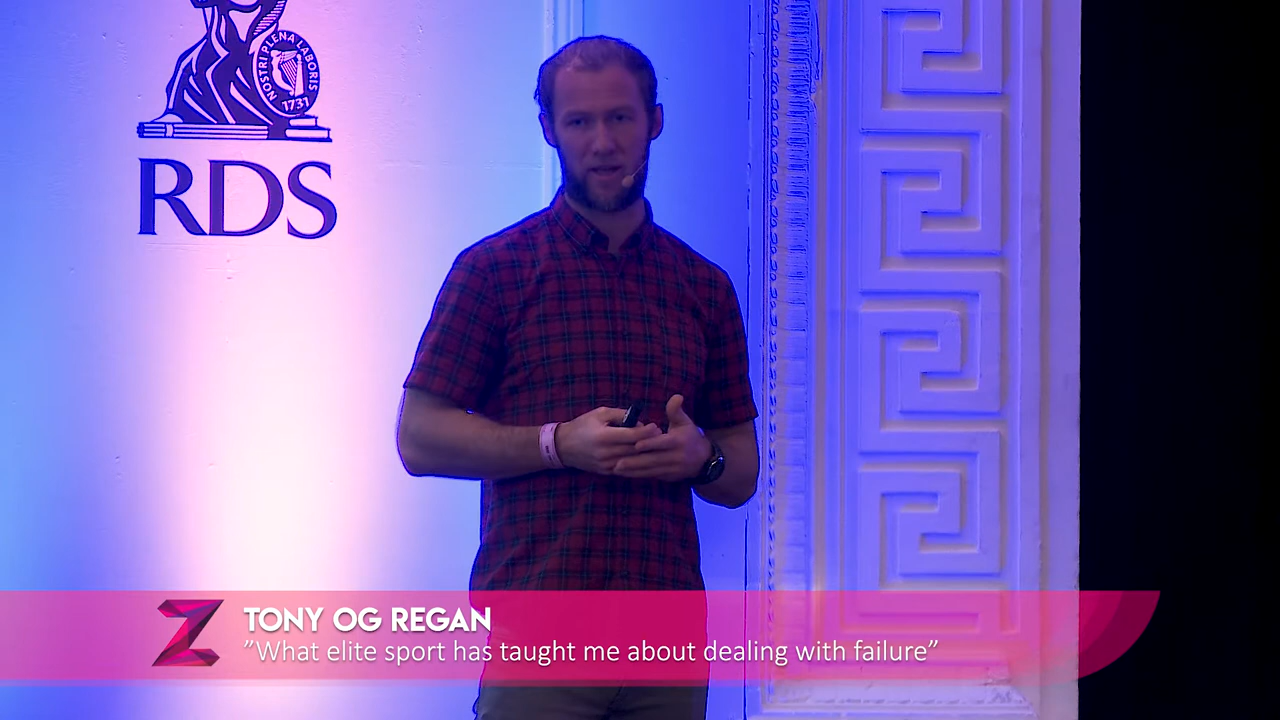 NOSTRI PLENA LABORIS
1731
RDS
TONY OG REGAN
”What elite sport has taught me about dealing with failure”